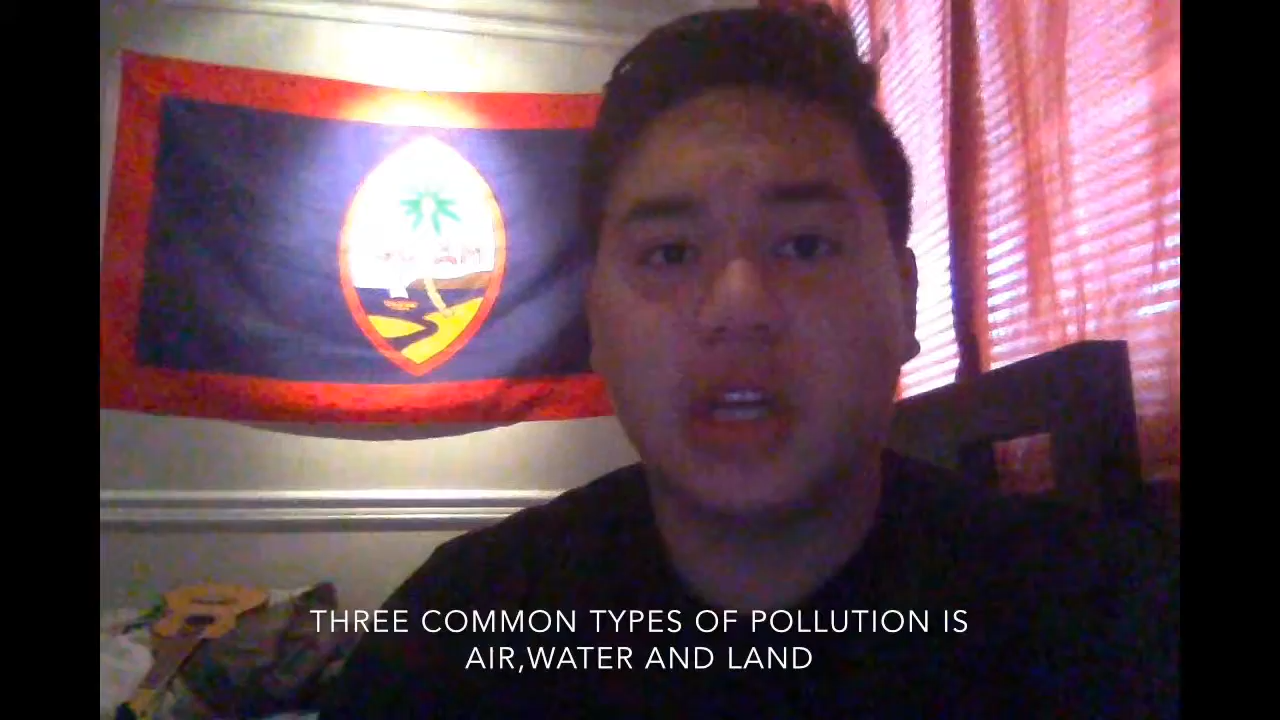 THREE COMMON TYPES OF POLLUTION IS
AIR,WATER AND LAND